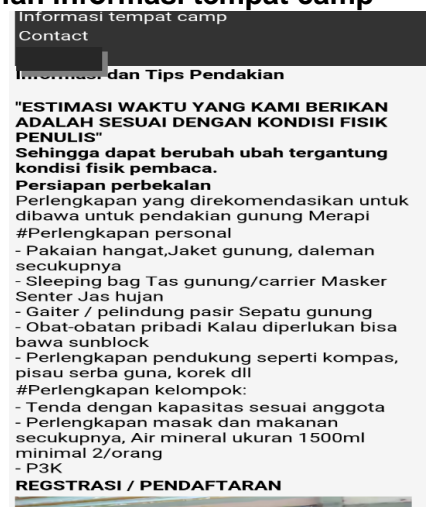 dan Informasi tempat camp
Informasi tempat camp
Contact
Informasi dan Tips Pendakian
"ESTIMASI WAKTU YANG KAMI BERIKAN
ADALAH SESUAI DENGAN KONDISI FISIK
PENULIS"
Sehingga dapat berubah ubah tergantung
kondisi fisik pembaca.
Persiapan perbekalan
Perlengkapan yang direkomendasikan untuk
dibawa untuk pendakian gunung Merapi
#Perlengkapan personal
- Pakaian hangat,Jaket gunung, daleman
secukupnya
- Sleeping bag Tas gunung/carrier Masker
Senter Jas hujan
- Gaiter / pelindung pasir Sepatu gunung
- Obat-obatan pribadi Kalau diperlukan bisa
bawa sunblock
- Perlengkapan pendukung seperti kompas,
pisau serba guna, korek dll
#Perlengkapan kelompok:
- Tenda dengan kapasitas sesuai anggota
- Perlengkapan masak dan makanan
secukupnya, Air mineral ukuran 1500ml
minimal 2/orang
- P3K
REGSTRASI / PENDAFTARAN